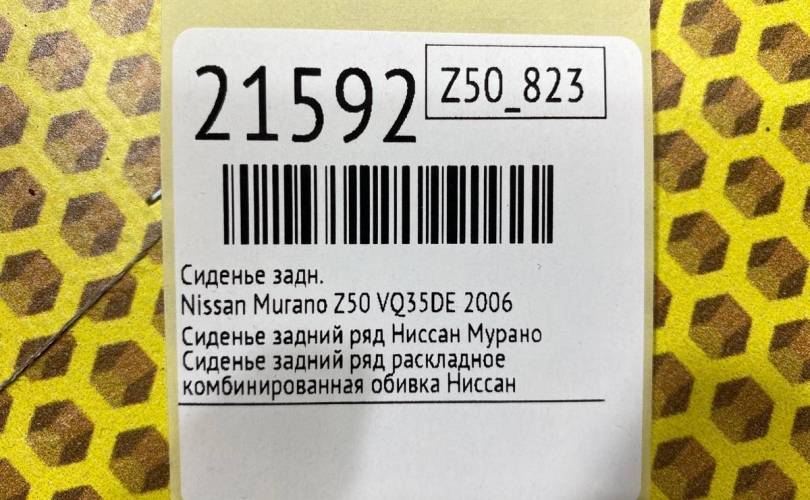 21592
Z50_823
Сиденье задн.
Nissan Murano Z50 VQ35DE 2006
Сиденье задний ряд Ниссан Мурано
Сиденье задний ряд раскладное
комбинированная обивка Ниссан